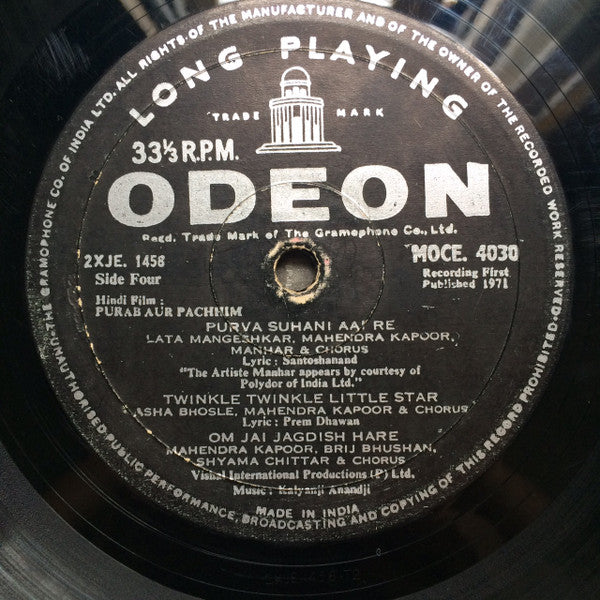 THE GRAMOPHONE CO. OF INDIA LTD. ALL RIGHTS OF THE MANUFACTURER AND OF THE OWNER OF THE RECORDED WORK RESERVED
UNAUTHORISED PUBLIC PERFORMANCE, BROADCASTING AND COPYING OF THIS RECORD PROHIBITED
LONG PLAYING
TRADE MARK
33⅓ R.P.M.
ODEON
Regd. Trade Mark of The Gramophone Co., Ltd.
2XJE. 1458
MOCE. 4030
Side Four
Recording First
Published 1971
Hindi Film :
PURAB AUR PACHHIM
PURVA SUHANI AAI RE
LATA MANGESHKAR, MAHENDRA KAPOOR,
MANHAR & CHORUS
Lyric : Santoshanand
"The Artiste Manhar appears by courtesy of
Polydor of India Ltd."
TWINKLE TWINKLE LITTLE STAR
ASHA BHOSLE, MAHENDRA KAPOOR & CHORUS
Lyric : Prem Dhawan
OM JAI JAGDISH HARE
MAHENDRA KAPOOR, BRIJ BHUSHAN,
SHYAMA CHITTAR & CHORUS
Vishal International Productions (P) Ltd.
Music : Kalyanji Anandji
MADE IN INDIA